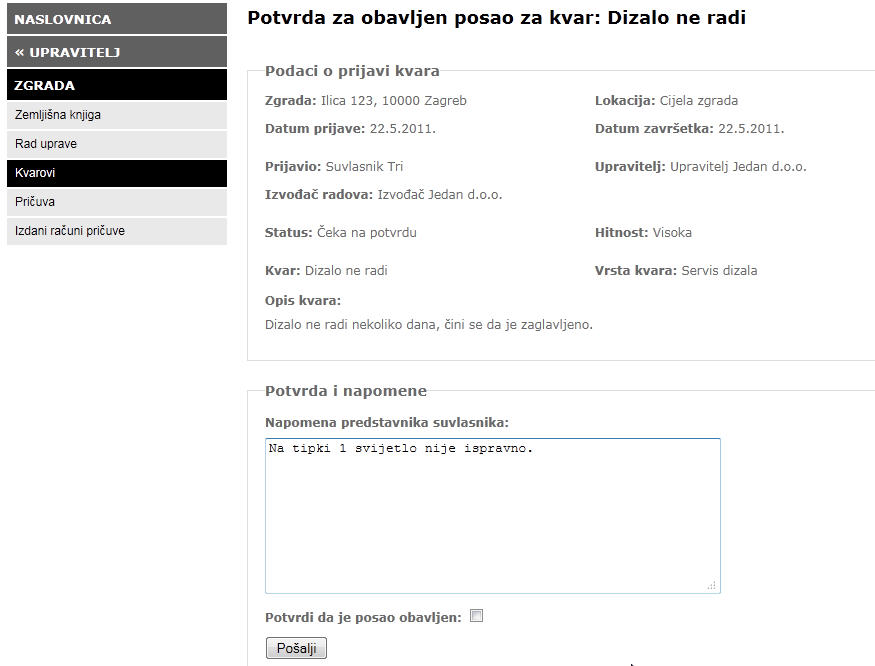 NASLOVNICA
« UPRAVITELJ
ZGRADA
Zemljišna knjiga
Rad uprave
Kvarovi
Pričuva
Izdani računi pričuve
Potvrda za obavljen posao za kvar: Dizalo ne radi
Podaci o prijavi kvara
Zgrada: Ilica 123, 10000 Zagreb
Lokacija: Cijela zgrada
Datum prijave: 22.5.2011.
Datum završetka: 22.5.2011.
Prijavio: Suvlasnik Tri
Upravitelj: Upravitelj Jedan d.o.o.
Izvođač radova: Izvođač Jedan d.o.o.
Status: Čeka na potvrdu
Hitnost: Visoka
Kvar: Dizalo ne radi
Vrsta kvara: Servis dizala
Opis kvara:
Dizalo ne radi nekoliko dana, čini se da je zaglavljeno.
Potvrda i napomene
Napomena predstavnika suvlasnika:
Na tipki 1 svijetlo nije ispravno.
Potvrdi da je posao obavljen:
Pošalji